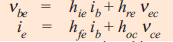 v_be = h_ie i_b + h_re v_ec
i_e = h_fe i_b + h_oc v_ce